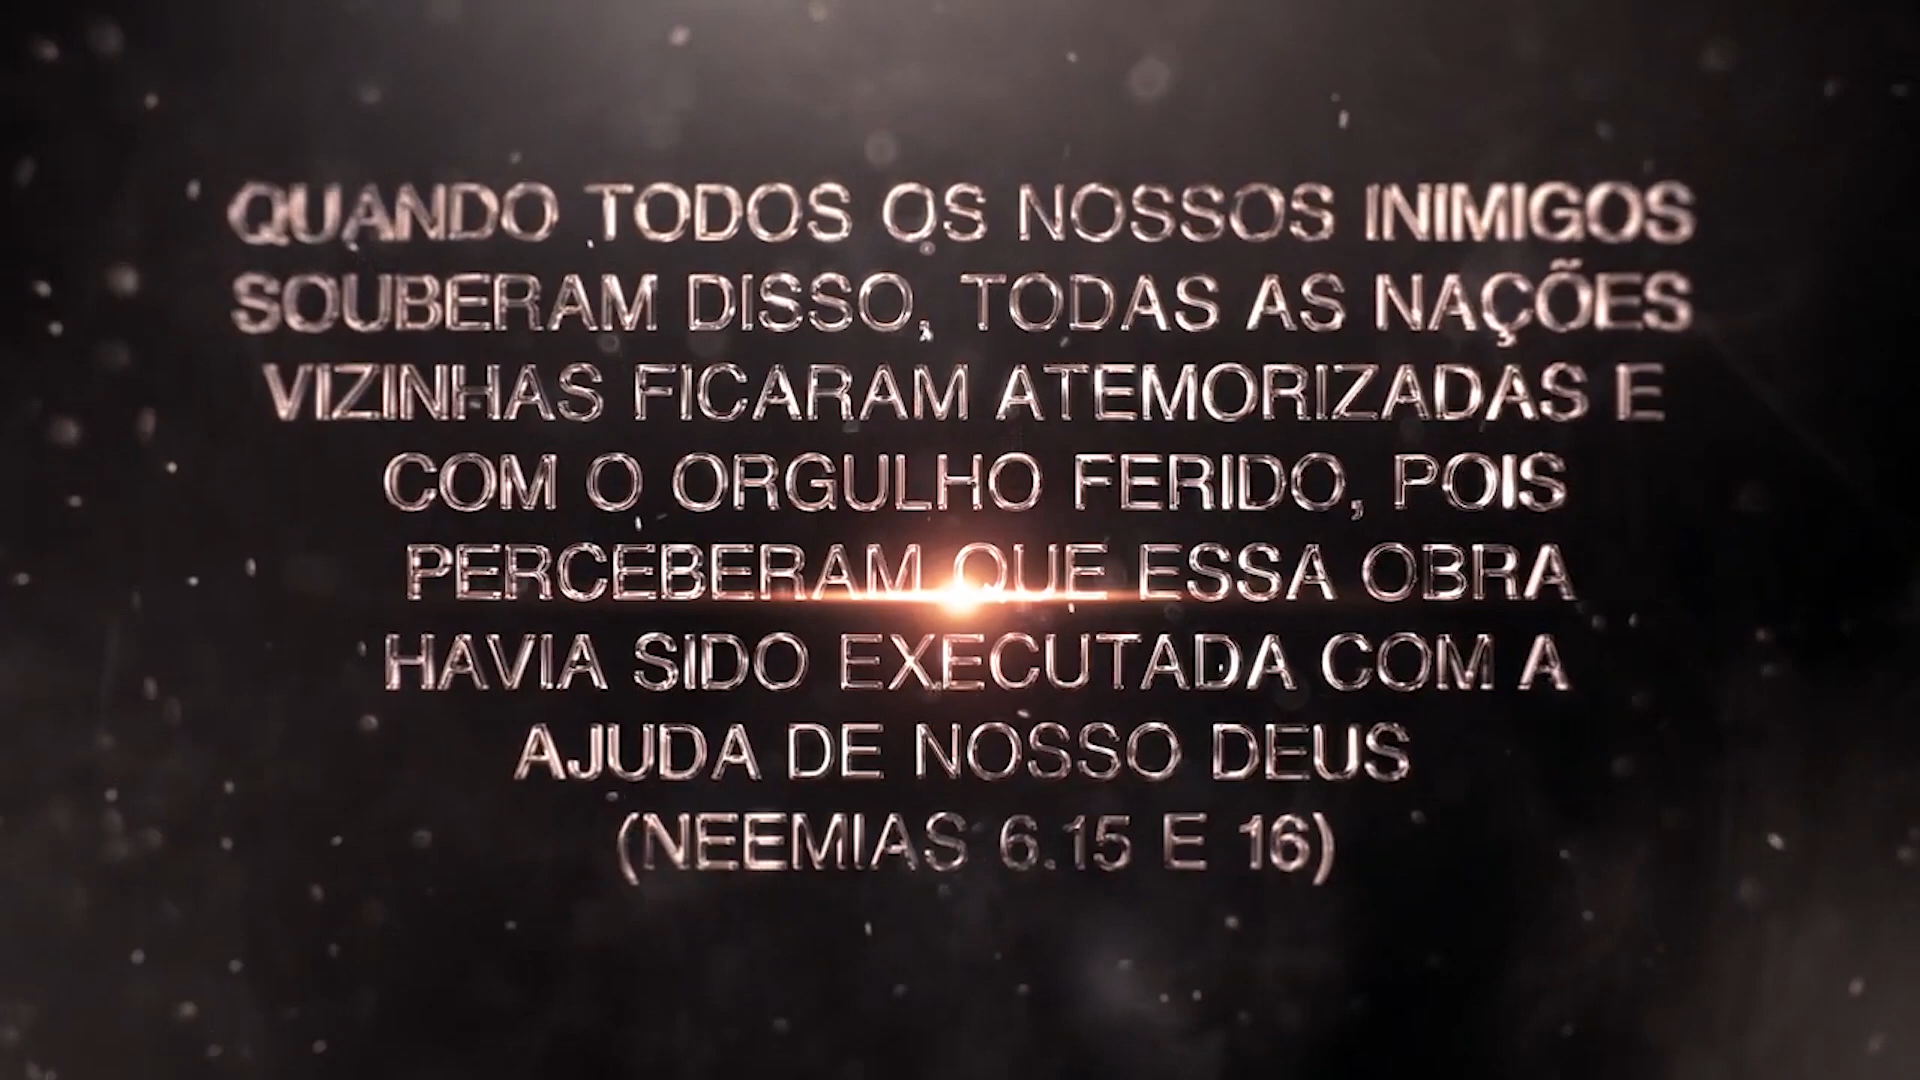 QUANDO TODOS OS NOSSOS INIMIGOS
SOUBERAM DISSO, TODAS AS NAÇÕES
VIZINHAS FICARAM ATEMORIZADAS E
COM O ORGULHO FERIDO, POIS
PERCEBERAM QUE ESSA OBRA
HAVIA SIDO EXECUTADA COM A
AJUDA DE NOSSO DEUS
(NEEMIAS 6.15 E 16)